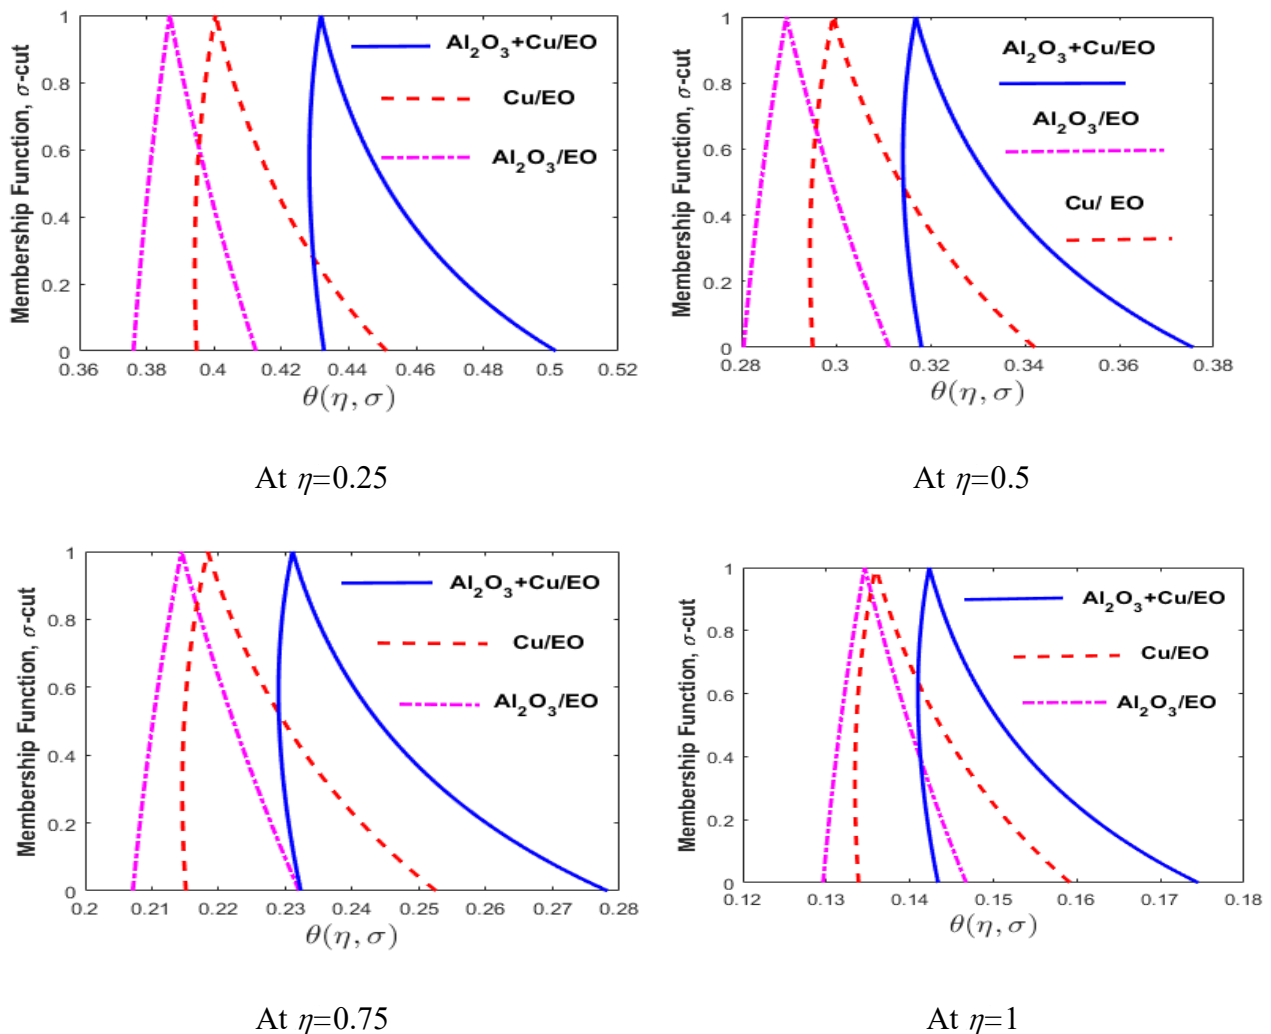 Membership Function, σ-cut
1
0.8
0.6
0.4
0.2
0
Al2O3+Cu/EO
Cu/EO
Al2O3/EO
0.36 0.38 0.4 0.42 0.44 0.46 0.48 0.5 0.52
θ(η, σ)
At η=0.25
Membership Function, σ-cut
1
0.8
0.6
0.4
0.2
0
Al2O3+Cu/EO
Al2O3/EO
Cu/ EO
0.28 0.3 0.32 0.34 0.36 0.38
θ(η, σ)
At η=0.5
Membership Function, σ-cut
1
0.8
0.6
0.4
0.2
0
Al2O3+Cu/EO
Cu/EO
Al2O3/EO
0.2 0.21 0.22 0.23 0.24 0.25 0.26 0.27 0.28
θ(η, σ)
At η=0.75
Membership Function, σ-cut
1
0.8
0.6
0.4
0.2
0
Al2O3+Cu/EO
Cu/EO
Al2O3/EO
0.12 0.13 0.14 0.15 0.16 0.17 0.18
θ(η, σ)
At η=1